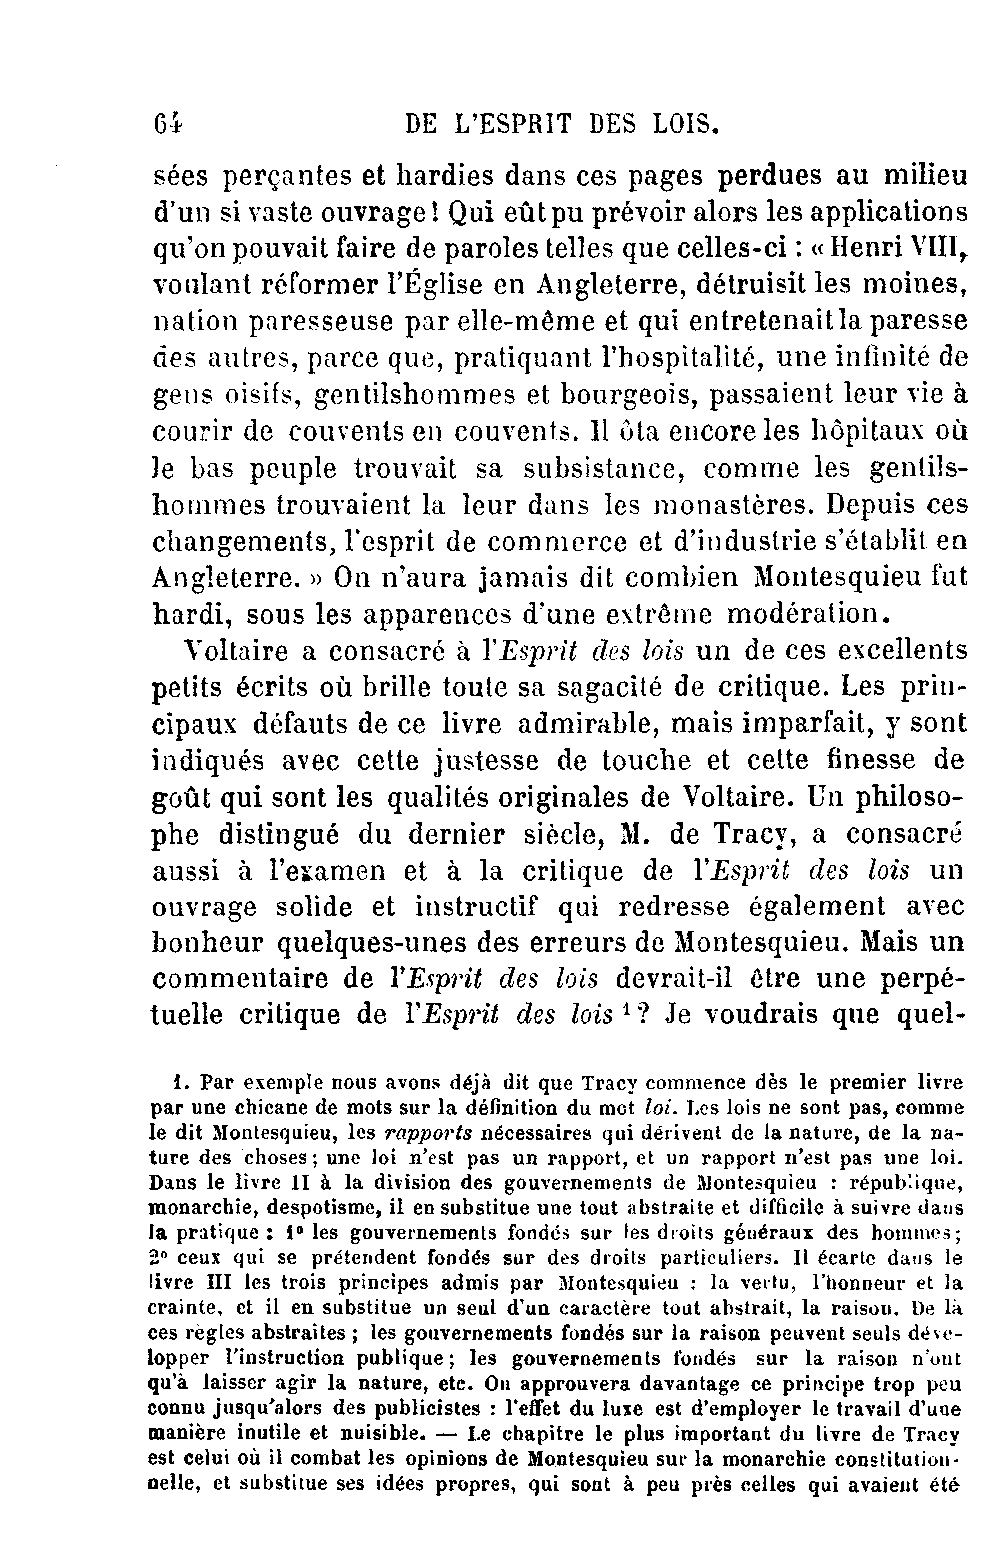 64 DE L'ESPRIT DES LOIS.
sées perçantes et hardies dans ces pages perdues au milieu
d'un si vaste ouvrage! Qui eût pu prévoir alors les applications
qu'on pouvait faire de paroles telles que celles-ci : « Henri VIII,
voulant réformer l'Église en Angleterre, détruisit les moines,
nation paresseuse par elle-même et qui entretenait la paresse
des autres, parce que, pratiquant l'hospitalité, une infinité de
gens oisifs, gentilshommes et bourgeois, passaient leur vie à
courir de couvents en couvents. Il ôta encore les hôpitaux où
le bas peuple trouvait sa subsistance, comme les gentils-
hommes trouvaient la leur dans les monastères. Depuis ces
changements, l'esprit de commerce et d'industrie s'établit en
Angleterre. » On n'aura jamais dit combien Montesquieu fut
hardi, sous les apparences d'une extrême modération.
Voltaire a consacré à l'Esprit des lois un de ces excellents
petits écrits où brille toute sa sagacité de critique. Les prin-
cipaux défauts de ce livre admirable, mais imparfait, y sont
indiqués avec cette justesse de touche et cette finesse de
goût qui sont les qualités originales de Voltaire. Un philoso-
phe distingué du dernier siècle, M. de Tracy, a consacré
aussi à l'examen et à la critique de l'Esprit des lois un
ouvrage solide et instructif qui redresse également avec
bonheur quelques-unes des erreurs de Montesquieu. Mais un
commentaire de l'Esprit des lois devrait-il être une perpé-
tuelle critique de l'Esprit des lois ¹? Je voudrais que quel-
1. Par exemple nous avons déjà dit que Tracy commence dès le premier livre
par une chicane de mots sur la définition du mot loi. Les lois ne sont pas, comme
le dit Montesquieu, les rapports nécessaires qui dérivent de la nature, de la na-
ture des choses; une loi n'est pas un rapport, et un rapport n'est pas une loi.
Dans le livre II à la division des gouvernements de Montesquieu : république,
monarchie, despotisme, il en substitue une tout abstraite et difficile à suivre dans
la pratique : 1° les gouvernements fondés sur les droits généraux des hommes;
2° ceux qui se prétendent fondés sur des droits particuliers. Il écarte dans le
livre III les trois principes admis par Montesquieu : la vertu, l'honneur et la
crainte, et il en substitue un seul d'un caractère tout abstrait, la raison. De là
ces règles abstraites; les gouvernements fondés sur la raison peuvent seuls déve-
lopper l'instruction publique; les gouvernements fondés sur la raison n'ont
qu'à laisser agir la nature, etc. On approuvera davantage ce principe trop peu
connu jusqu'alors des publicistes : l'effet du luxe est d'employer le travail d'une
manière inutile et nuisible. — Le chapitre le plus important du livre de Tracy
est celui où il combat les opinions de Montesquieu sur la monarchie constitution-
nelle, et substitue ses idées propres, qui sont à peu près celles qui avaient été